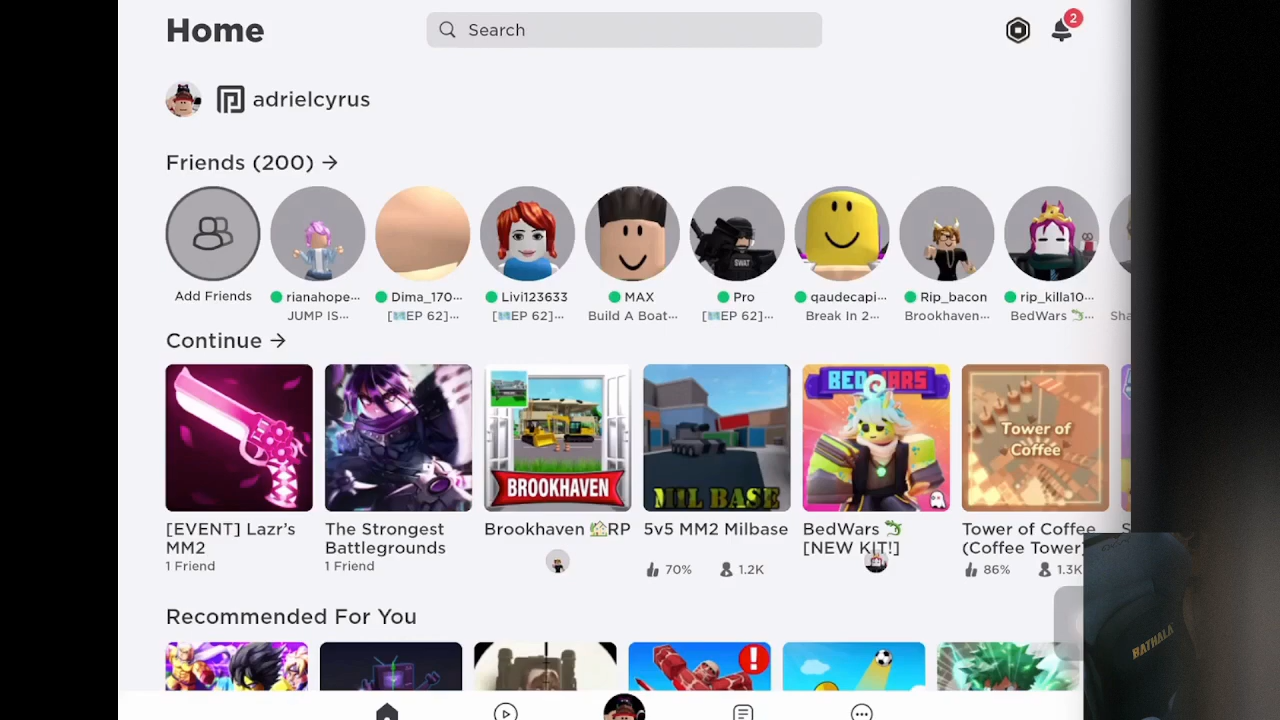 Home
Search
2
adrielcyrus
Friends (200) →
Add Friends
rianahope...
JUMP IS...
Dima_170...
[EP 62]...
Livi123633
[EP 62]...
MAX
Build A Boat...
Pro
[EP 62]...
qaudecapi...
Break In 2...
Rip_bacon
Brookhaven...
rip_killa10...
BedWars 🐉...
Sha
SWAT
Continue →
BROOKHAVEN
MIL BASE
BEDWARS
Tower of
Coffee
[EVENT] Lazr's
MM2
1 Friend
The Strongest
Battlegrounds
1 Friend
Brookhaven 🏡RP
5v5 MM2 Milbase
70% 1.2K
BedWars 🐉
[NEW KIT!]
Tower of Coffee
(Coffee Tower)
86% 1.3K
Recommended For You
!